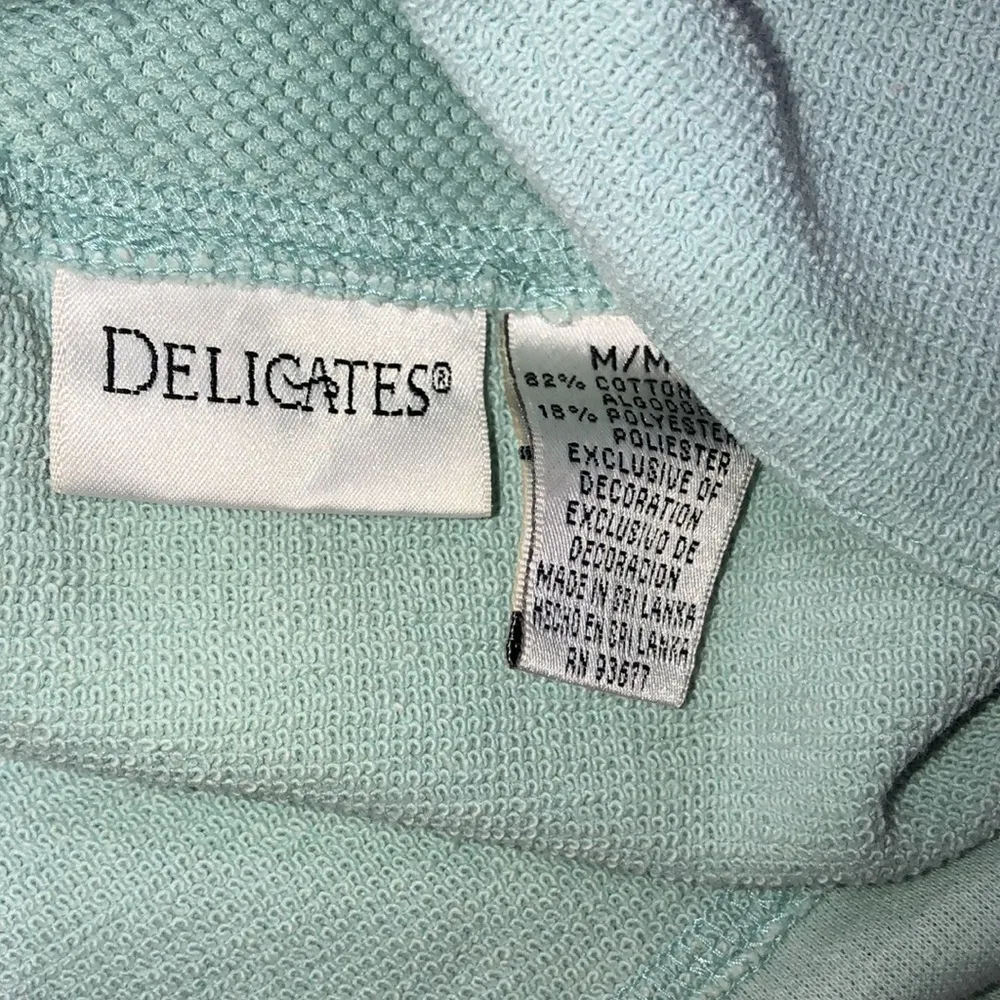 DELICATES®
M/M
82% COTTON
ALGODÓN
18% POLYESTER
POLIESTER
EXCLUSIVE OF
DECORATION
EXCLUSIVO DE
DECORACION
MADE IN SRI LANKA
HECHO EN SRI LANKA
RN 93677